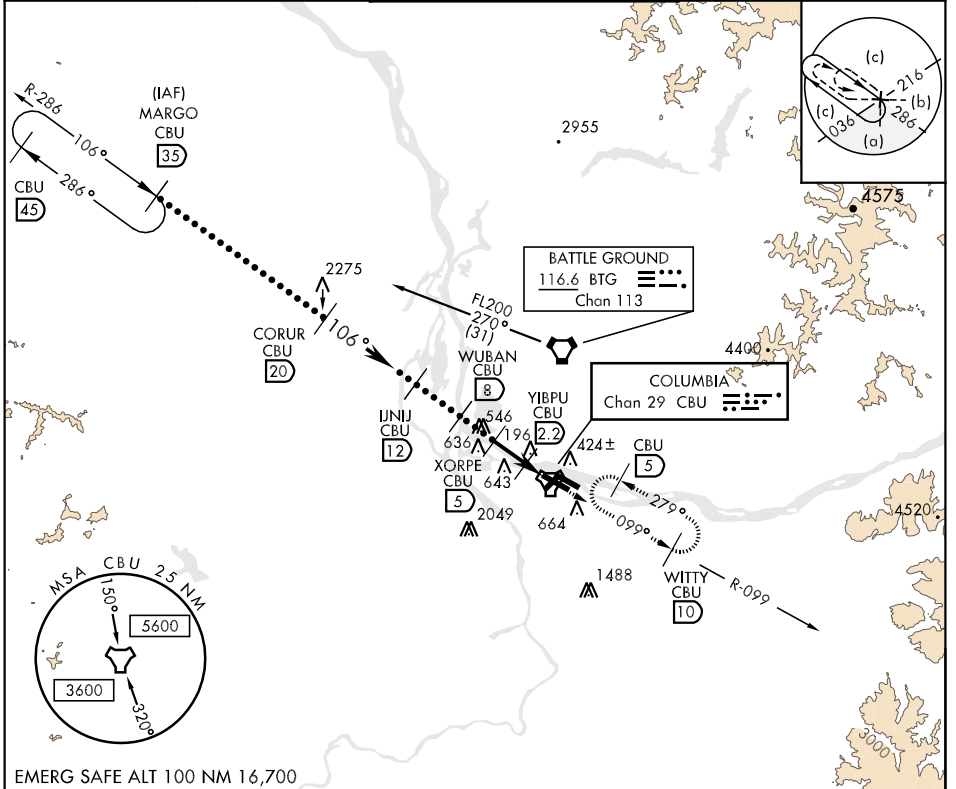 R-286
106°
286°
CBU
45
(IAF)
MARGO
CBU
35
2955
(c)
216
(b)
286
(a)
036
(c)
4575
2275
CORUR
CBU
20
106°
FL200
270°
(31)
BATTLE GROUND
116.6 BTG
Chan 113
4400
COLUMBIA
Chan 29 CBU
WUBAN
CBU
8
IJNIJ
CBU
12
546
636
196
YIBPU
CBU
2.2
424±
XORPE
CBU
5
643
664
CBU
5
279°
099°
2049
1488
WITTY
CBU
10
R-099
4520
MSA CBU 25 NM
150°
5600
3600
320°
3000
EMERG SAFE ALT 100 NM 16,700